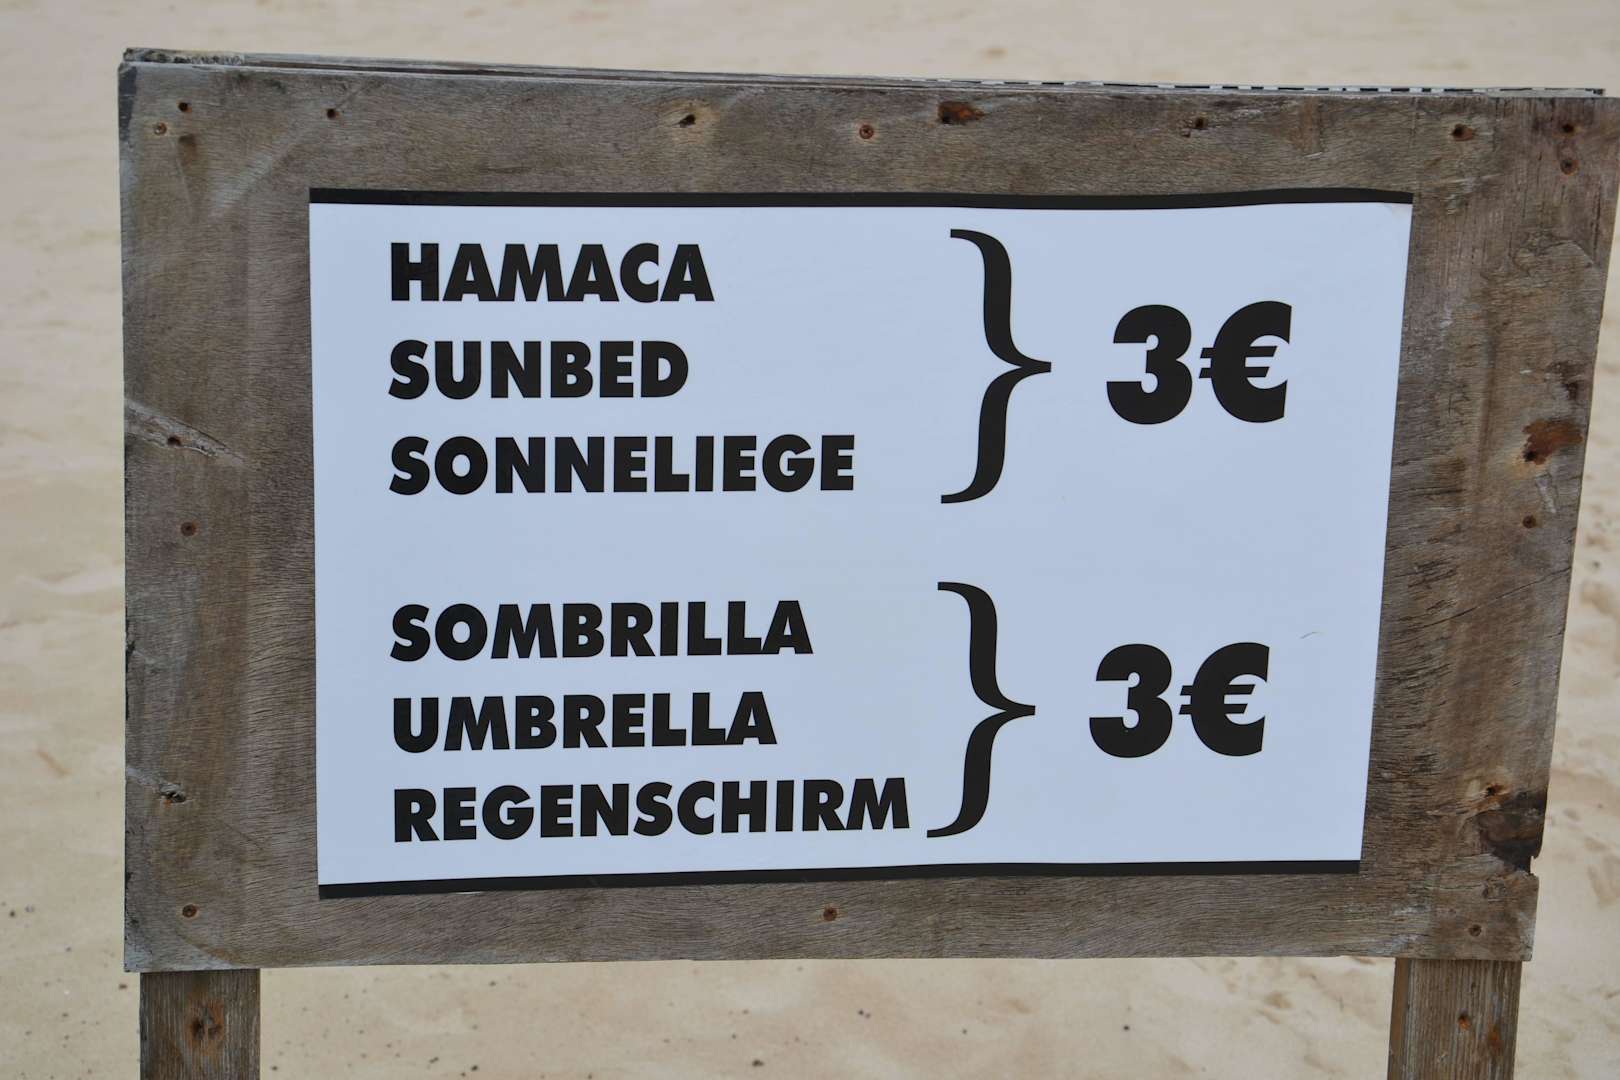 HAMACA
SUNBED
SONNELIEGE
3€
SOMBRILLA
UMBRELLA
REGENSCHIRM
3€